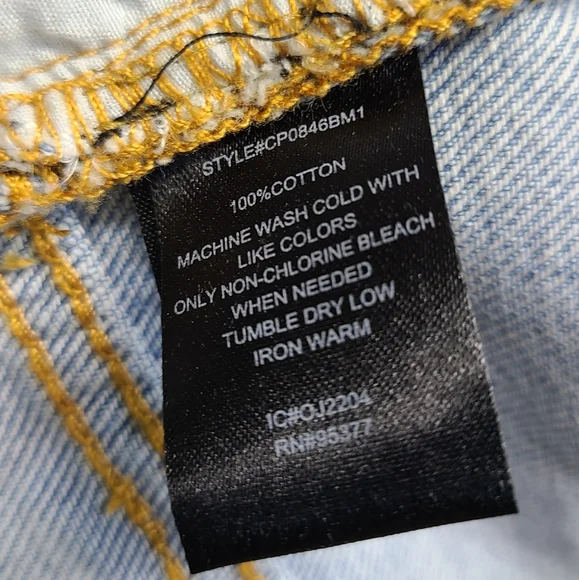 STYLE#CP0846BM1
100%COTTON
MACHINE WASH COLD WITH
LIKE COLORS
ONLY NON-CHLORINE BLEACH
WHEN NEEDED
TUMBLE DRY LOW
IRON WARM
IC#OJ2204
RN#95377